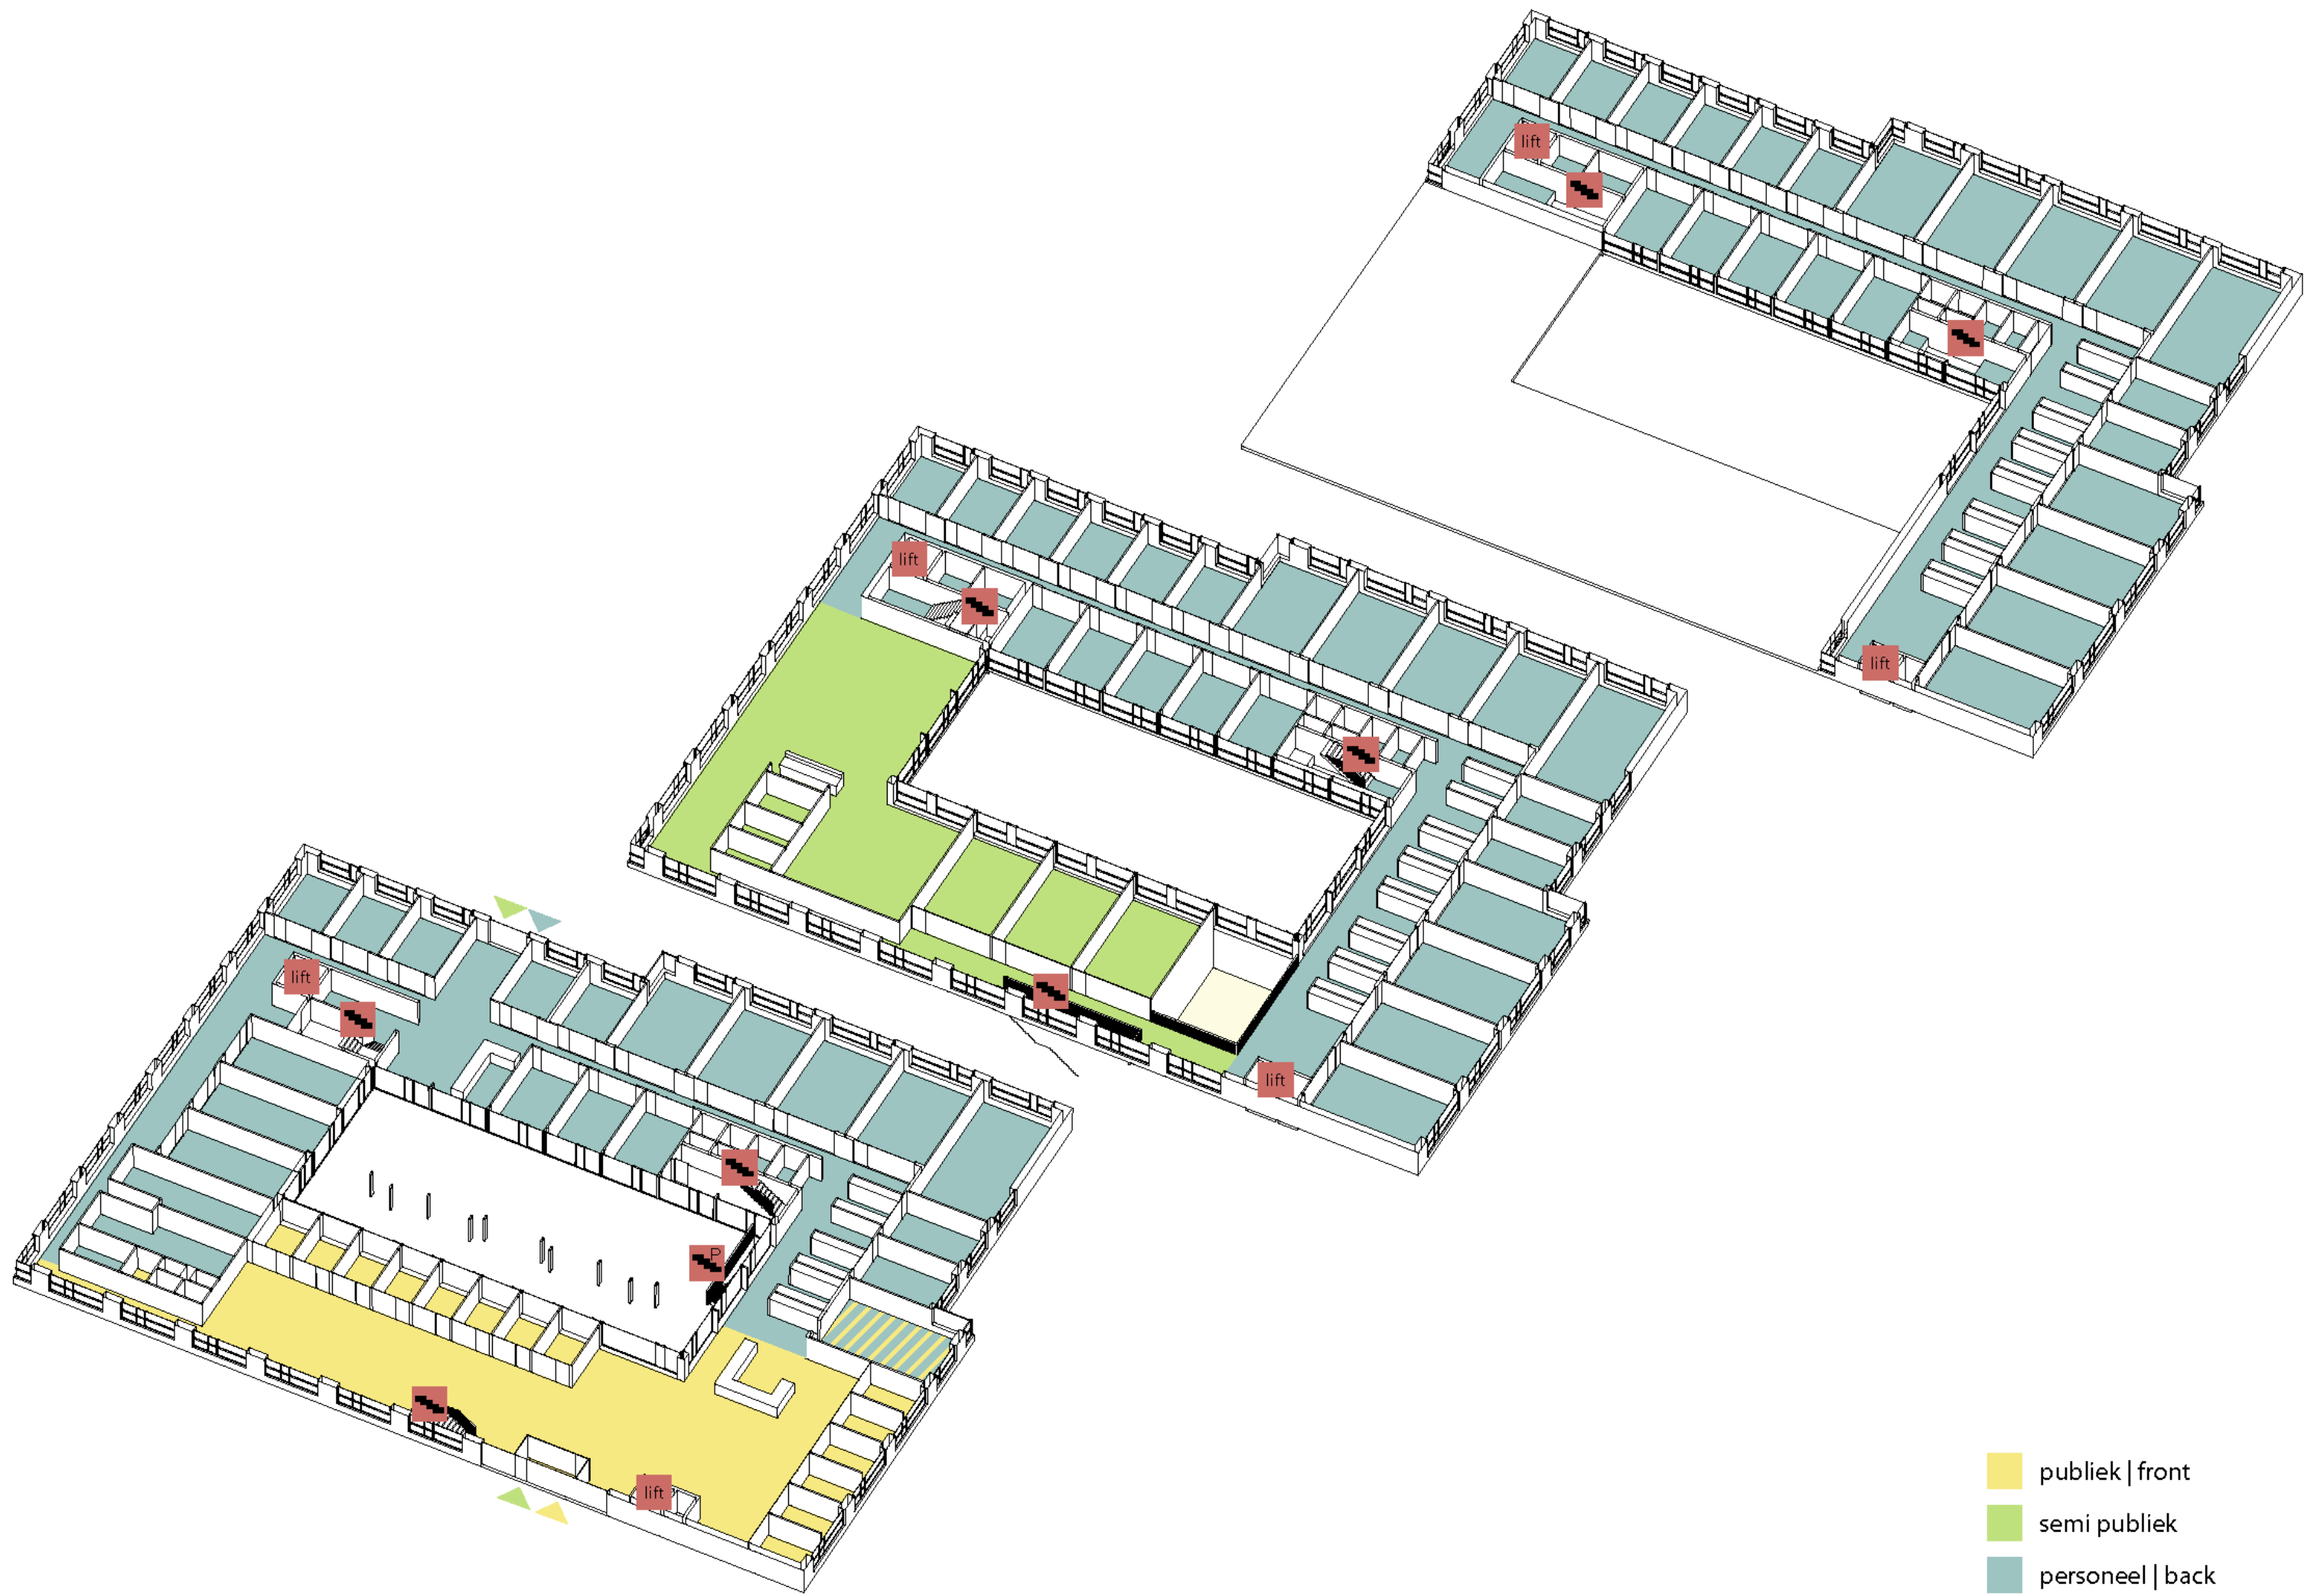 lift
lift
lift
lift
lift
P
lift
publiek | front
semi publiek
personeel | back